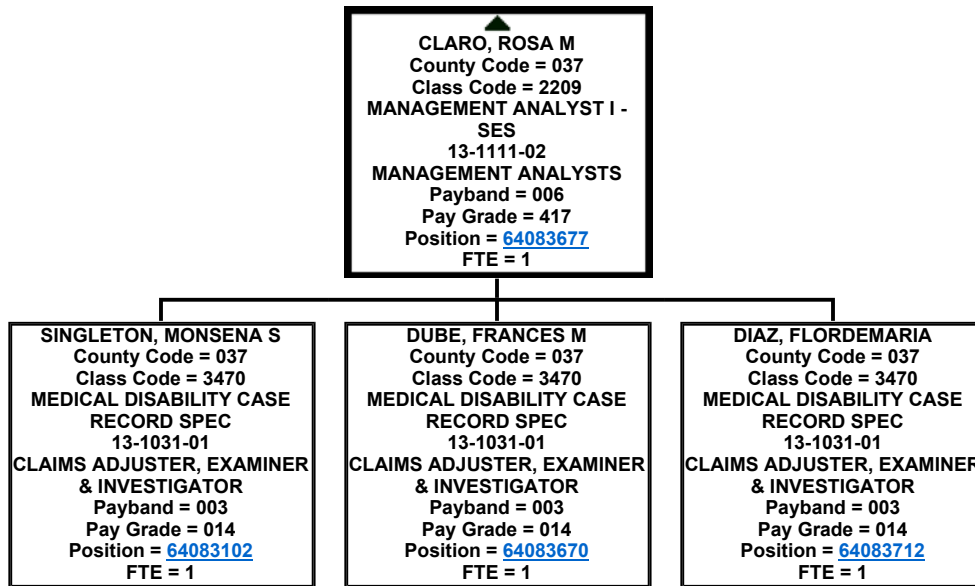 CLARO, ROSA M
County Code = 037
Class Code = 2209
MANAGEMENT ANALYST I -
SES
13-1111-02
MANAGEMENT ANALYSTS
Payband = 006
Pay Grade = 417
Position = 64083677
FTE = 1
SINGLETON, MONSENA S
County Code = 037
Class Code = 3470
MEDICAL DISABILITY CASE
RECORD SPEC
13-1031-01
CLAIMS ADJUSTER, EXAMINER
& INVESTIGATOR
Payband = 003
Pay Grade = 014
Position = 64083102
FTE = 1
DUBE, FRANCES M
County Code = 037
Class Code = 3470
MEDICAL DISABILITY CASE
RECORD SPEC
13-1031-01
CLAIMS ADJUSTER, EXAMINER
& INVESTIGATOR
Payband = 003
Pay Grade = 014
Position = 64083670
FTE = 1
DIAZ, FLORDEMARIA
County Code = 037
Class Code = 3470
MEDICAL DISABILITY CASE
RECORD SPEC
13-1031-01
CLAIMS ADJUSTER, EXAMINER
& INVESTIGATOR
Payband = 003
Pay Grade = 014
Position = 64083712
FTE = 1